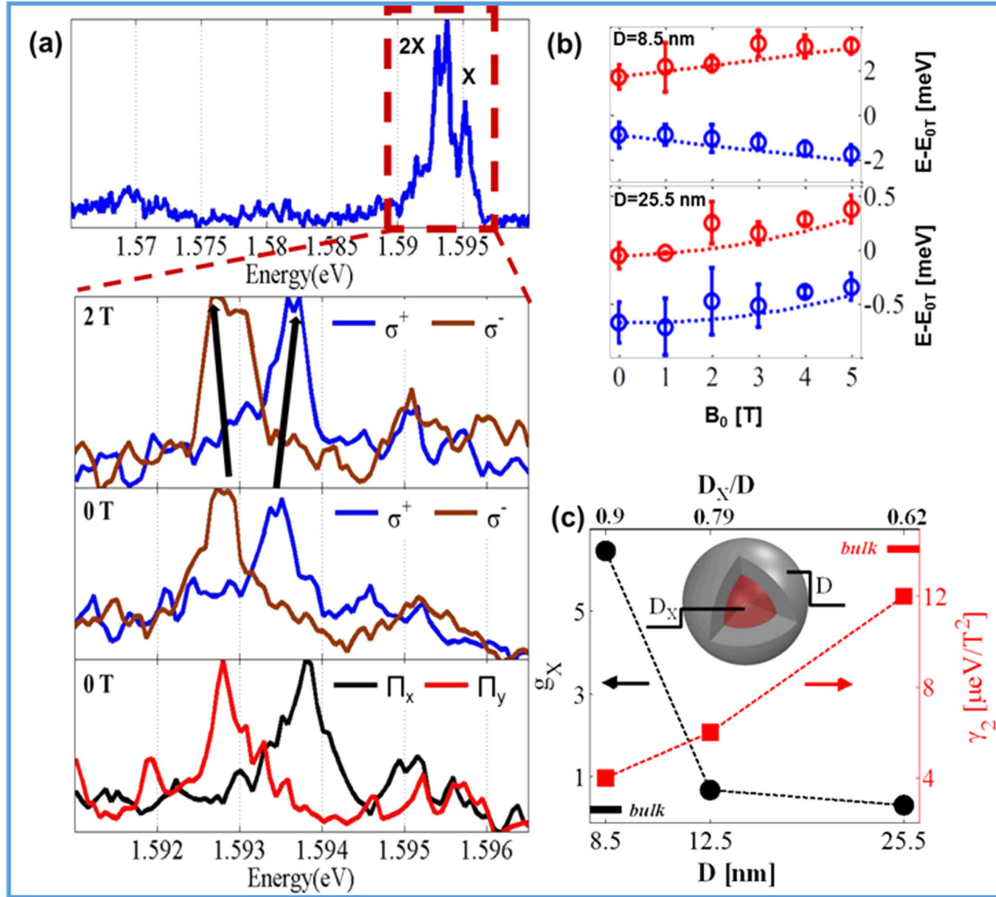 (a)
2X
X
1.57 1.575 1.58 1.585 1.59 1.595
Energy(eV)
2 T
σ+ σ-
0 T
σ+ σ-
0 T
Πx Πy
1.592 1.593 1.594 1.595 1.596
Energy(eV)
(b)
D=8.5 nm
2
0
-2
E-E0T [meV]
D=25.5 nm
0.5
0
-0.5
E-E0T [meV]
0 1 2 3 4 5
B0 [T]
(c)
DX/D
0.9 0.79 0.62
bulk
D
DX
5
3
1
gX
12
8
4
γ2 [µeV/T2]
bulk
8.5 12.5 25.5
D [nm]